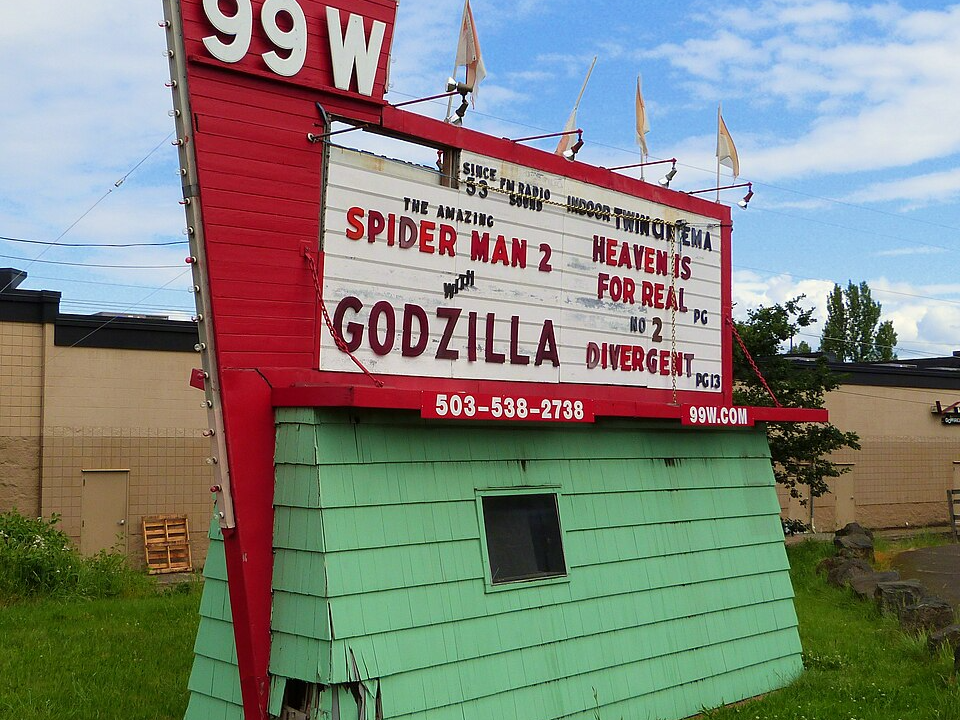 99 W
SINCE FM RADIO
53 SOUND
THE AMAZING
SPIDER MAN 2
WITH
GODZILLA
INDOOR TWIN CINEMA
HEAVEN IS
FOR REAL PG
NO 2
DIVERGENT
PG13
503-538-2738
99W.COM